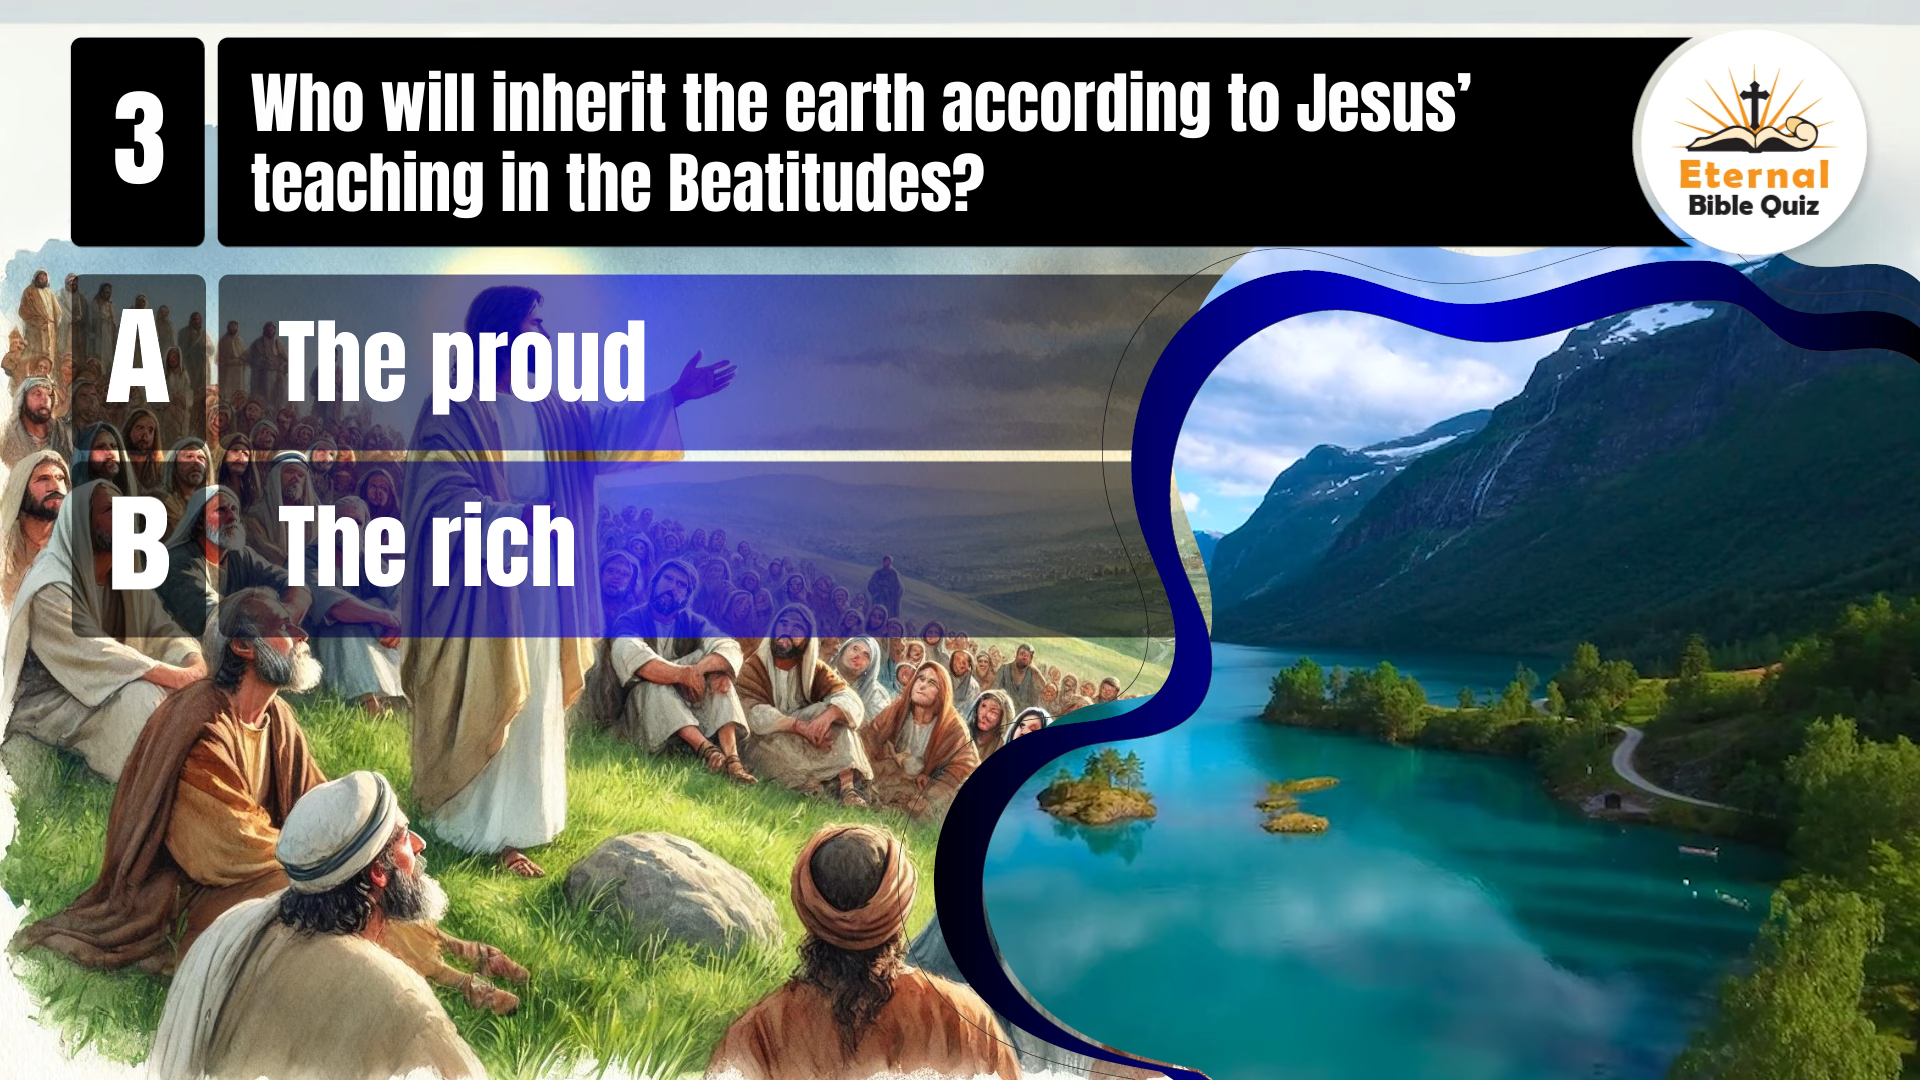 3
Who will inherit the earth according to Jesus’
teaching in the Beatitudes?
Eternal
Bible Quiz
A
The proud
B
The rich